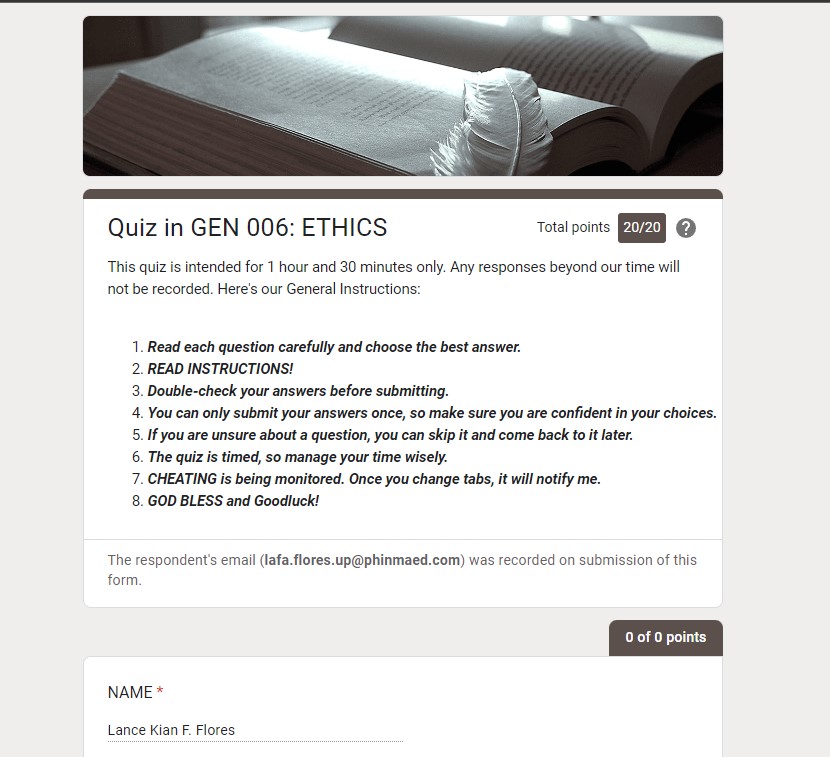 Quiz in GEN 006: ETHICS
Total points 20/20 ?
This quiz is intended for 1 hour and 30 minutes only. Any responses beyond our time will
not be recorded. Here's our General Instructions:
1. Read each question carefully and choose the best answer.
2. READ INSTRUCTIONS!
3. Double-check your answers before submitting.
4. You can only submit your answers once, so make sure you are confident in your choices.
5. If you are unsure about a question, you can skip it and come back to it later.
6. The quiz is timed, so manage your time wisely.
7. CHEATING is being monitored. Once you change tabs, it will notify me.
8. GOD BLESS and Goodluck!
The respondent's email (lafa.flores.up@phinmaed.com) was recorded on submission of this
form.
0 of 0 points
NAME *
Lance Kian F. Flores